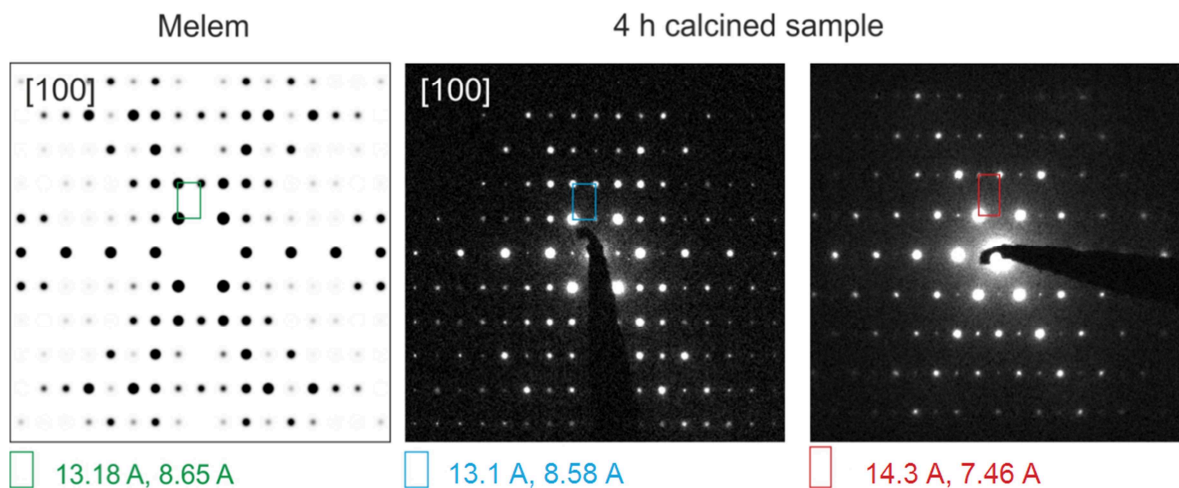 Melem
4 h calcined sample
[100]
[100]
13.18 A, 8.65 A
13.1 A, 8.58 A
14.3 A, 7.46 A